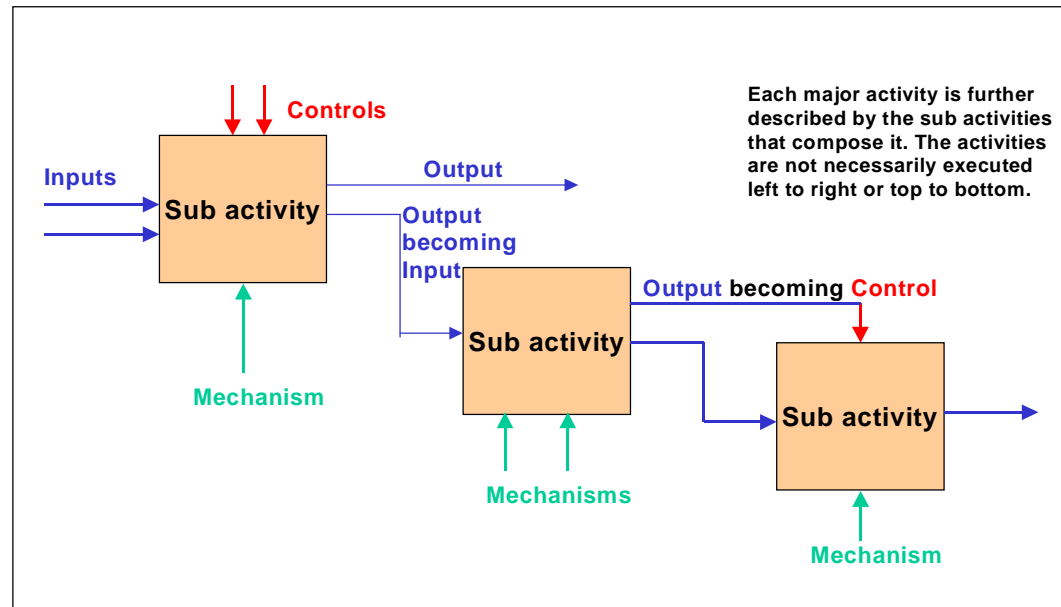 Controls
Each major activity is further
described by the sub activities
that compose it. The activities
are not necessarily executed
left to right or top to bottom.
Inputs
Output
Sub activity
Output
becoming
Input
Output becoming Control
Sub activity
Mechanism
Sub activity
Mechanisms
Mechanism